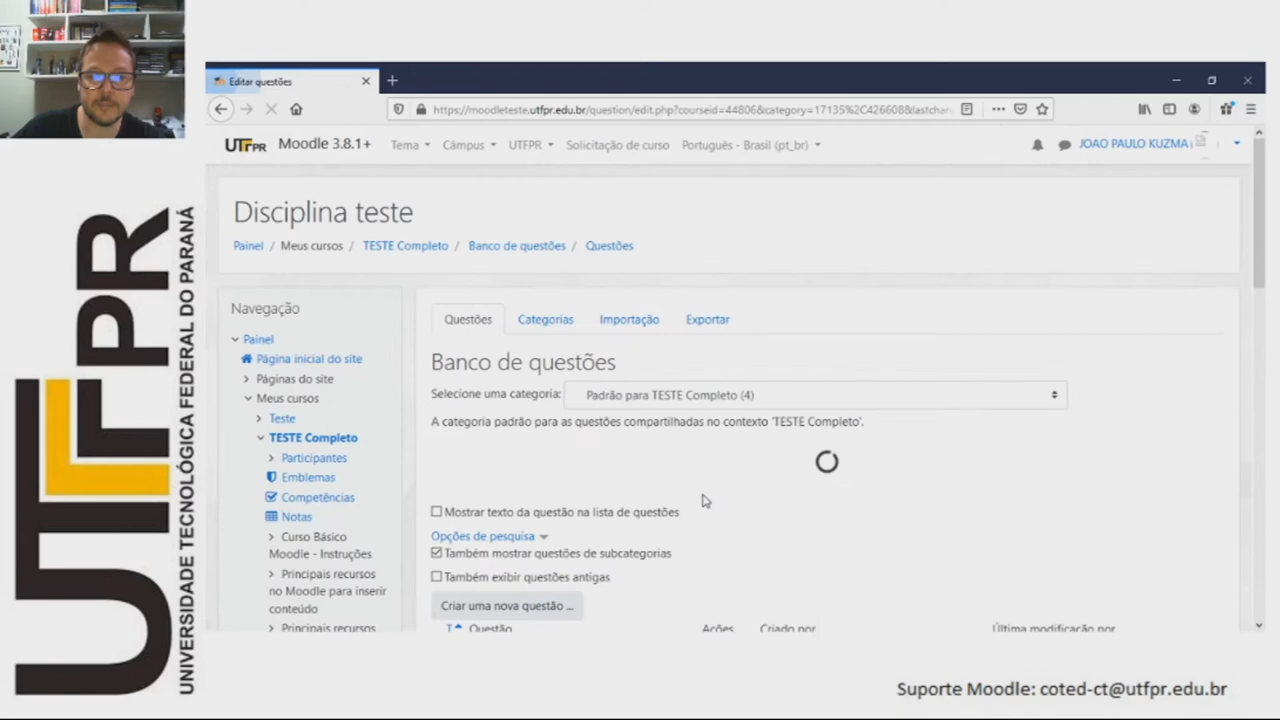 Editar questões
https://moodleteste.utfpr.edu.br/question/edit.php?courseid=44806&category=17135%2C426608&lastchan
UTFPR Moodle 3.8.1+ Tema Câmpus UTFPR Solicitação de curso Português - Brasil (pt_br) JOAO PAULO KUZMA
Disciplina teste
Painel / Meus cursos / TESTE Completo / Banco de questões / Questões
Navegação
Painel
Página inicial do site
Páginas do site
Meus cursos
Teste
TESTE Completo
Participantes
Emblemas
Competências
Notas
Curso Básico
Moodle - Instruções
Principais recursos
no Moodle para inserir
conteúdo
Principais recursos
Questões Categorias Importação Exportar
Banco de questões
Selecione uma categoria: Padrão para TESTE Completo (4)
A categoria padrão para as questões compartilhadas no contexto 'TESTE Completo'.
Mostrar texto da questão na lista de questões
Opções de pesquisa
Também mostrar questões de subcategorias
Também exibir questões antigas
Criar uma nova questão ...
T Questão Ações Criado por Última modificação por
UTFPR
UNIVERSIDADE TECNOLÓGICA FEDERAL DO PARANÁ
Suporte Moodle: coted-ct@utfpr.edu.br